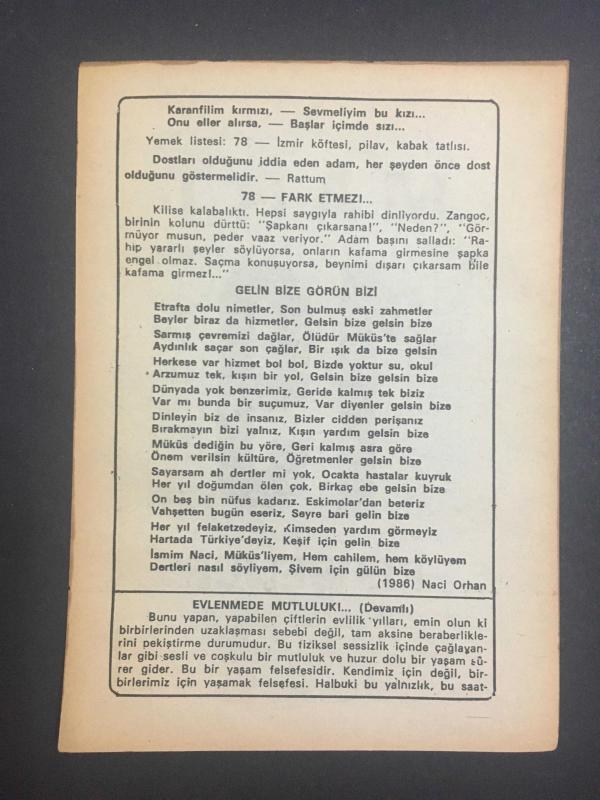 Karanfilim kırmızı, — Sevmeliyim bu kızı...
Onu eller alırsa, — Başlar içimde sızı...
Yemek listesi: 78 — İzmir köftesi, pilav, kabak tatlısı.
Dostları olduğunu iddia eden adam, her şeyden önce dost
olduğunu göstermelidir. — Rattum
78 — FARK ETMEZ!...
Kilise kalabalıktı. Hepsi saygıyla rahibi dinliyordu. Zangoç,
birinin kolunu dürttü: "Şapkanı çıkarsana!", "Neden?", "Gör-
müyor musun, peder vaaz veriyor." Adam başını salladı: "Ra-
hip yararlı şeyler söylüyorsa, onların kafama girmesine şapka
engel olmaz. Saçma konuşuyorsa, beynimi dışarı çıkarsam bile
kafama girmez!..."
GELİN BİZE GÖRÜN BİZİ
Etrafta dolu nimetler, Son bulmuş eski zahmetler
Beyler biraz da hizmetler, Gelsin bize gelsin bize
Sarmış çevremizi dağlar, Ölüdür Müküs'te sağlar
Aydınlık saçar son çağlar, Bir ışık da bize gelsin
Herkese var hizmet bol bol, Bizde yoktur su, okul
Arzumuz tek, kışın bir yol, Gelsin bize gelsin bize
Dünyada yok benzerimiz, Geride kalmış tek biziz
Var mı bunda bir suçumuz, Var diyenler gelsin bize
Dinleyin biz de insanız, Bizler cidden perişanız
Bırakmayın bizi yalnız, Kışın yardım gelsin bize
Müküs dediğin bu yöre, Geri kalmış asra göre
Önem verilsin kültüre, Öğretmenler gelsin bize
Sayarsam ah dertler mi yok, Ocakta hastalar kuyruk
Her yıl doğumdan ölen çok, Birkaç ebe gelsin bize
On beş bin nüfus kadarız. Eskimolar'dan beteriz
Vahşetten bugün eseriz, Seyre bari gelin bize
Her yıl felaketzedeyiz, Kimseden yardım görmeyiz
Hartada Türkiye'deyiz, Keşif için gelin bize
İsmim Naci, Müküs'liyem, Hem cahilem, hem köylüyem
Dertleri nasıl söyliyem, Şivem için gülün bize
(1986) Naci Orhan
EVLENMEDE MUTLULUK!... (Devamlı)
Bunu yapan, yapabilen çiftlerin evlilik yılları, emin olun ki
birbirlerinden uzaklaşması sebebi değil, tam aksine beraberlikle-
rini pekiştirme durumudur. Bu fiziksel sessizlik içinde çağlayan-
lar gibi sesli ve coşkulu bir mutluluk ve huzur dolu bir yaşam sü-
rer gider. Bu bir yaşam felsefesidir. Kendimiz için değil, bir-
birlerimiz için yaşamak felsefesi. Halbuki bu yalnızlık, bu saat-